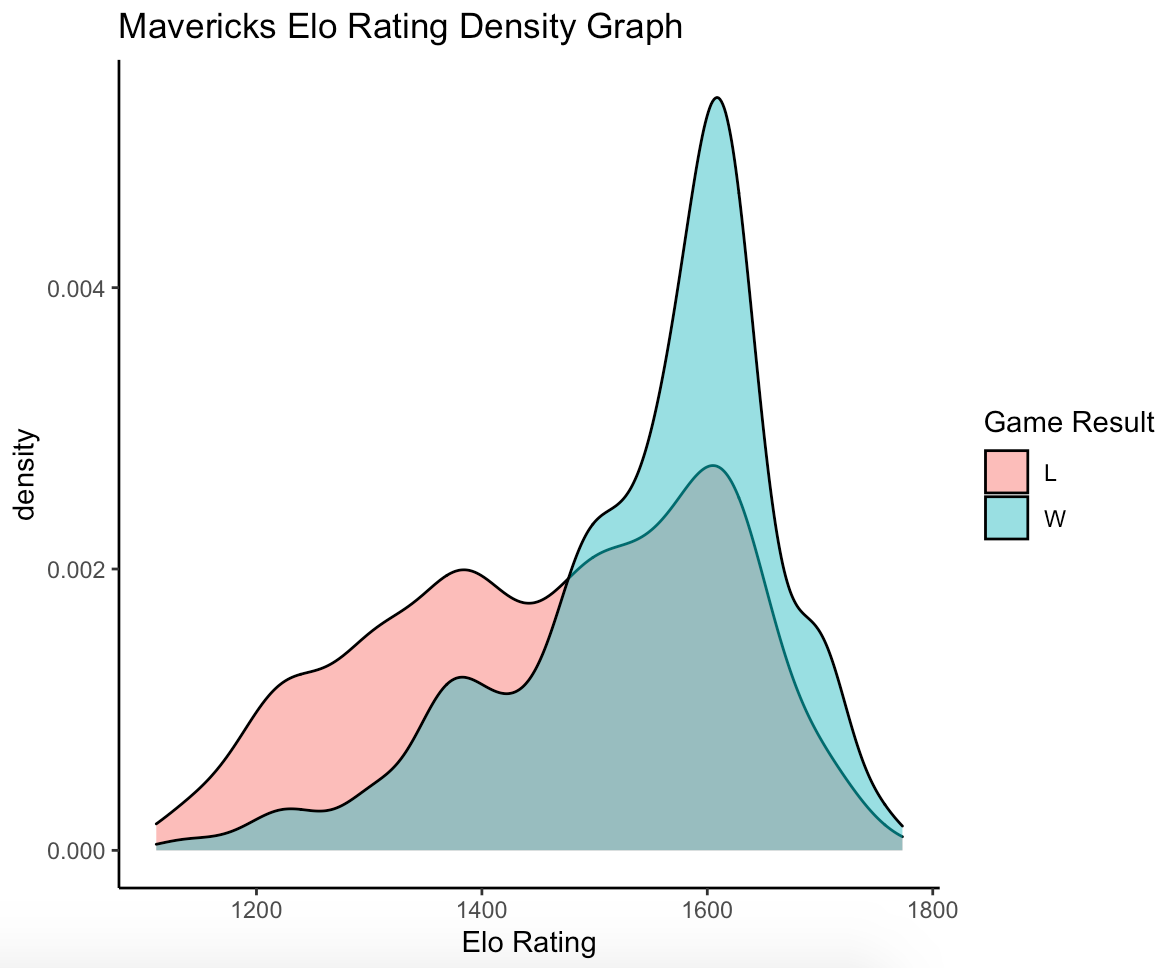 Mavericks Elo Rating Density Graph
0.004
0.002
0.000
density
1200 1400 1600 1800
Elo Rating
Game Result
L
W